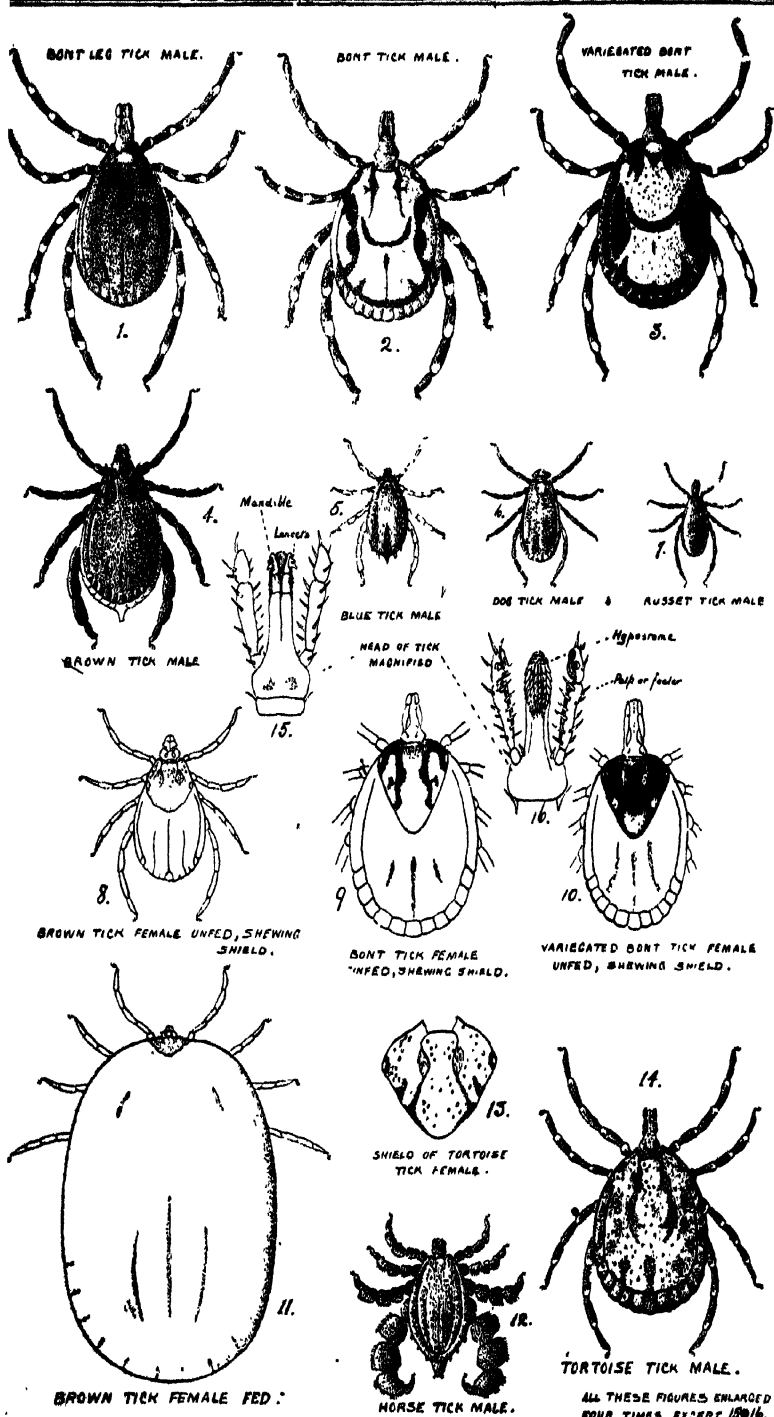 BONT LEG TICK MALE.
BONT TICK MALE.
VARIEGATED BONT
TICK MALE.
1.
2.
3.
4.
Mandible
Lancers
5.
6.
7.
BLUE TICK MALE
DOG TICK MALE
RUSSET TICK MALE
BROWN TICK MALE
HEAD OF TICK
MAGNIFIED
Hypostome
Palp or feeler
15.
16.
8.
9
10.
BROWN TICK FEMALE UNFED, SHEWING
SHIELD.
BONT TICK FEMALE
UNFED, SHEWING SHIELD.
VARIEGATED BONT TICK FEMALE
UNFED, SHEWING SHIELD.
13.
14.
SHIELD OF TORTOISE
TICK FEMALE.
11.
12.
BROWN TICK FEMALE FED.
HORSE TICK MALE.
TORTOISE TICK MALE.
ALL THESE FIGURES ENLARGED
FOUR TIMES EXCEPT 15&16.